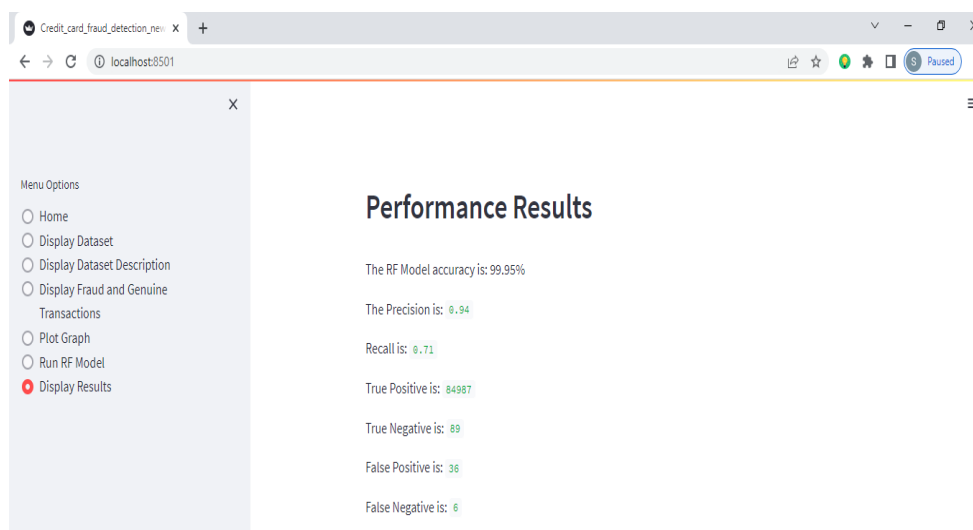 Credit_card_fraud_detection_new
localhost:8501
S Paused
Menu Options
Home
Display Dataset
Display Dataset Description
Display Fraud and Genuine
Transactions
Plot Graph
Run RF Model
Display Results
Performance Results
The RF Model accuracy is: 99.95%
The Precision is: 0.94
Recall is: 0.71
True Positive is: 84987
True Negative is: 89
False Positive is: 36
False Negative is: 6